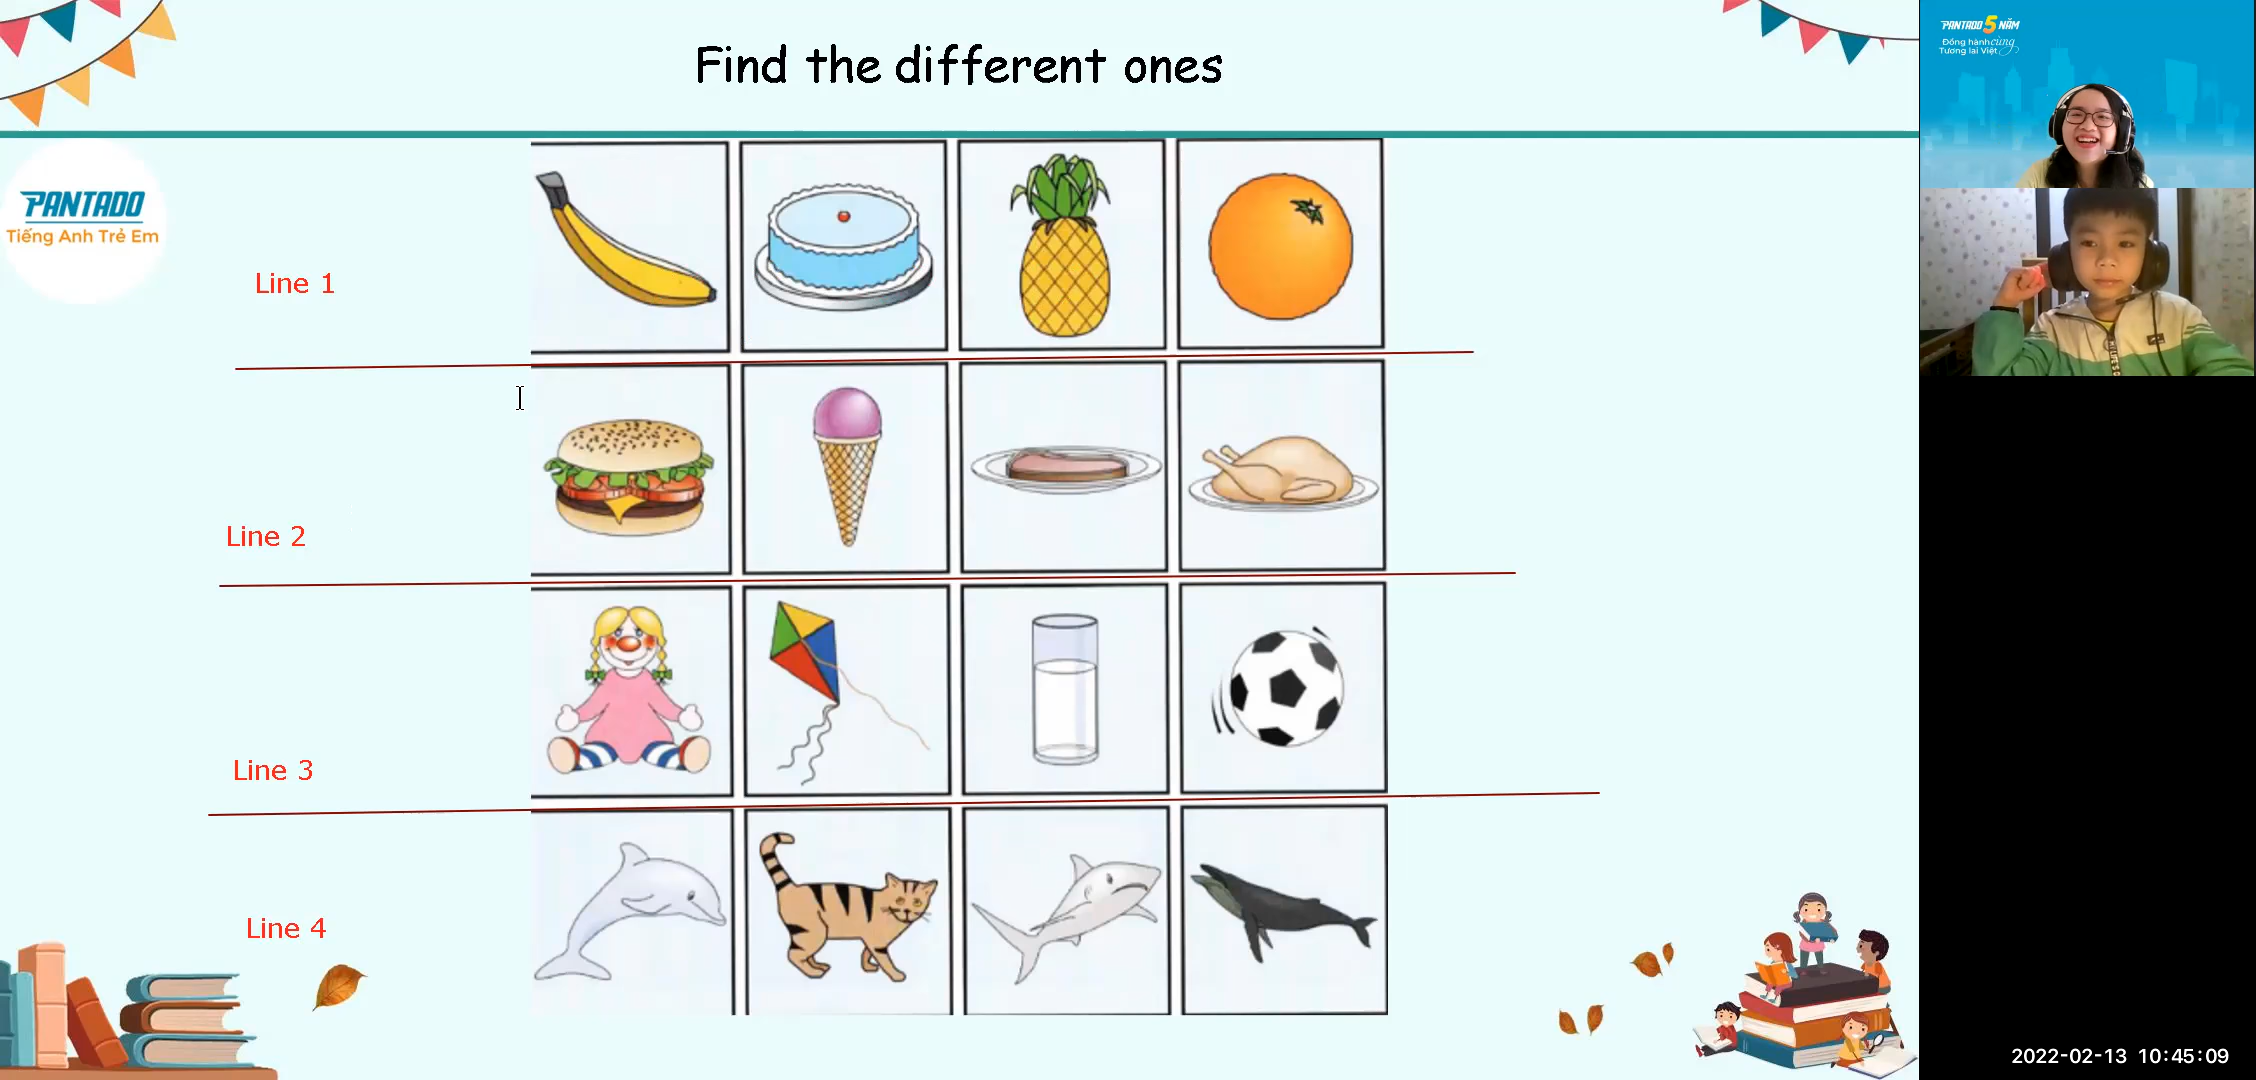 Find the different ones
PANTADO
Tiếng Anh Trẻ Em
Line 1
Line 2
Line 3
Line 4
PANTADO 5 NĂM
Đồng hành cùng
Tương lai Việt
2022-02-13 10:45:09